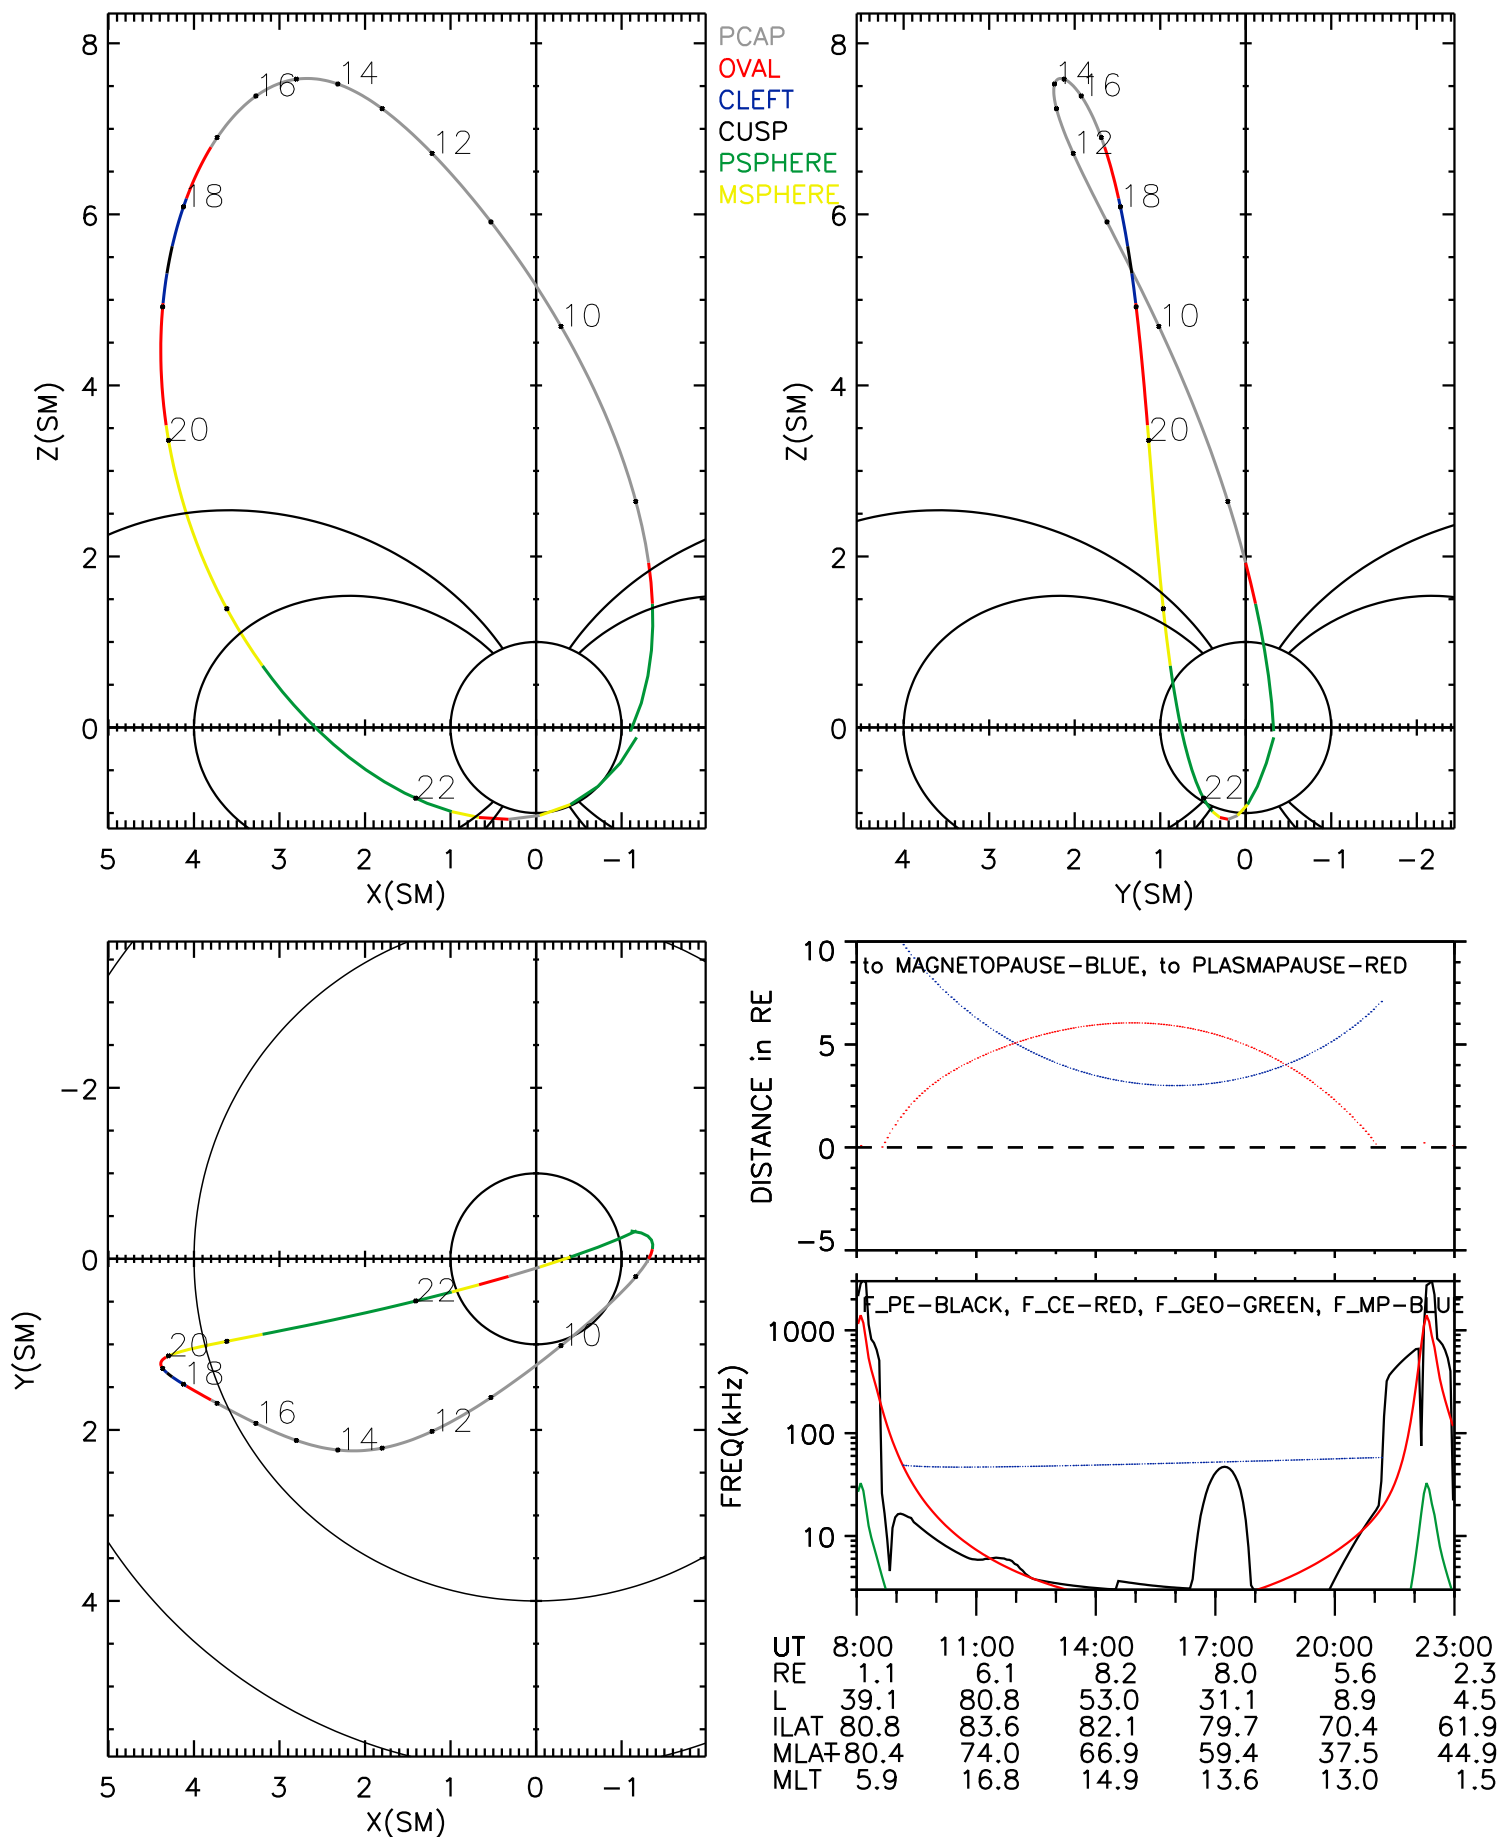 PCAP
OVAL
CLEFT
CUSP
PSPHERE
MSPHERE
8
6
4
2
0
Z(SM)
16
14
12
18
10
20
22
5 4 3 2 1 0 −1
X(SM)
8
6
4
2
0
Z(SM)
14
16
12
18
10
20
22
4 3 2 1 0 −1 −2
Y(SM)
−2
0
2
4
Y(SM)
22
20
18
16
14
12
10
5 4 3 2 1 0 −1
X(SM)
10
5
0
−5
DISTANCE in RE
to MAGNETOPAUSE−BLUE, to PLASMAPAUSE−RED
F_PE−BLACK, F_CE−RED, F_GEO−GREEN, F_MP−BLUE
1000
100
10
FREQ(kHz)
UT 8:00 11:00 14:00 17:00 20:00 23:00
RE 1.1 6.1 8.2 8.0 5.6 2.3
L 39.1 80.8 53.0 31.1 8.9 4.5
ILAT 80.8 83.6 82.1 79.7 70.4 61.9
MLAT −80.4 74.0 66.9 59.4 37.5 44.9
MLT 5.9 16.8 14.9 13.6 13.0 1.5